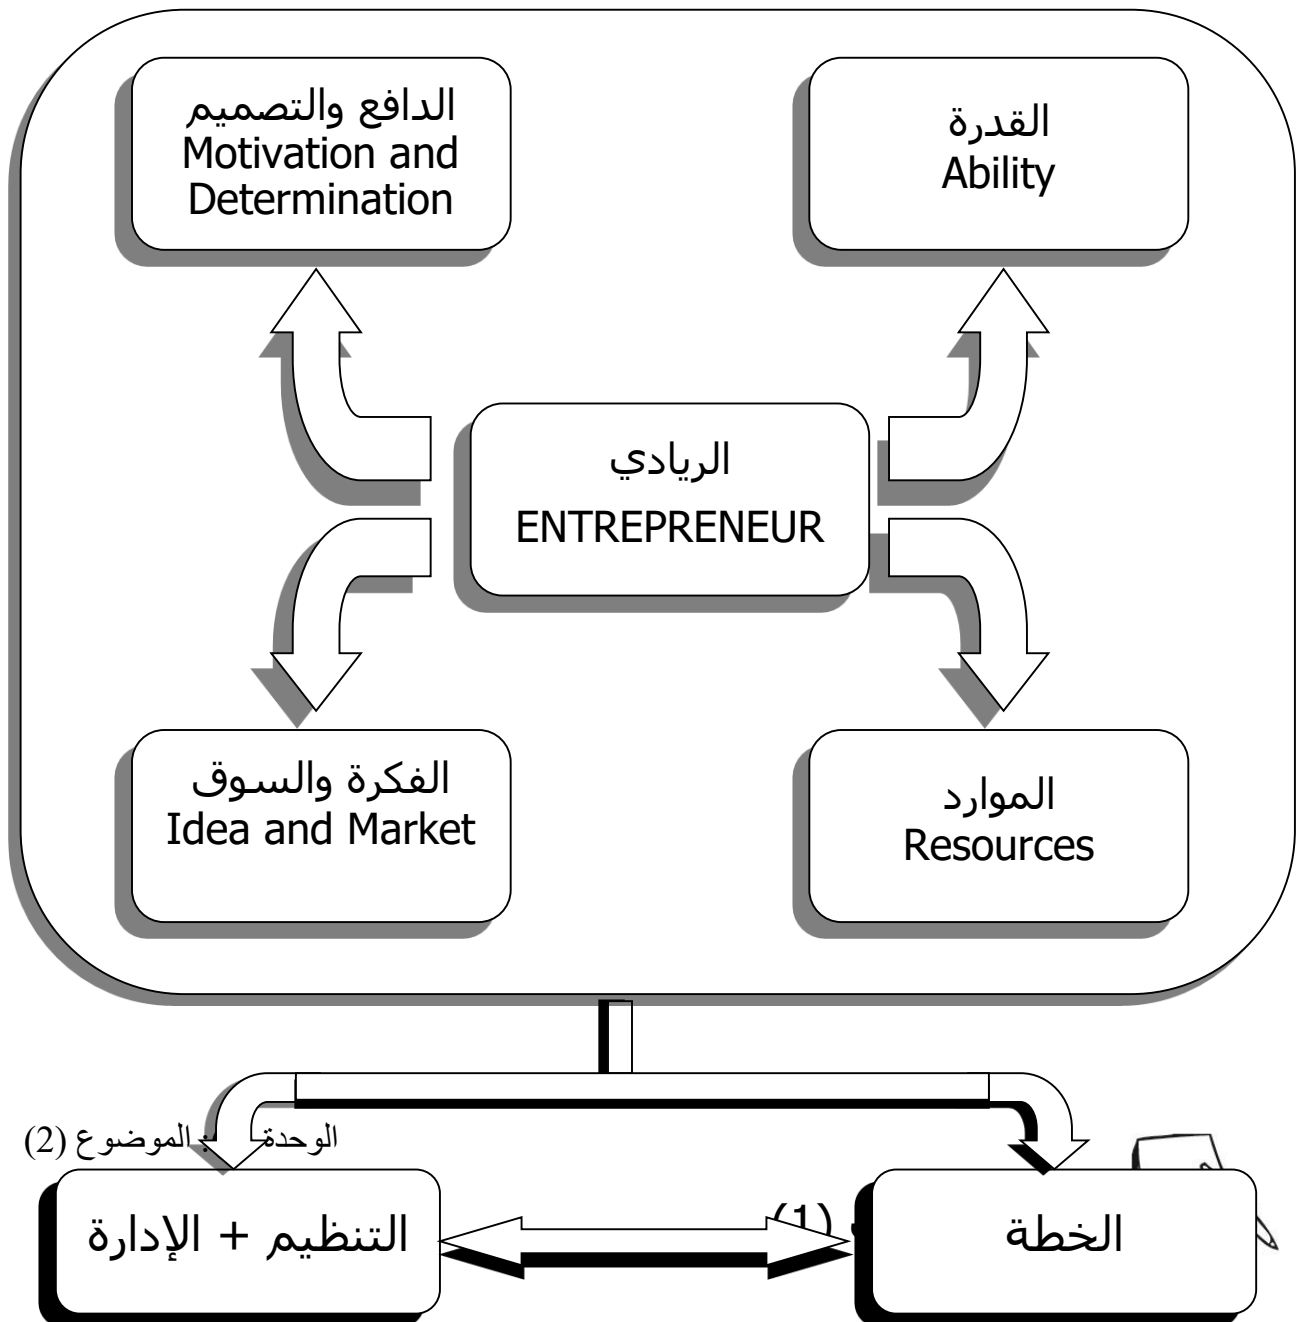 الدافع والتصميم
Motivation and
Determination
القدرة
Ability
الريادي
ENTREPRENEUR
الفكرة والسوق
Idea and Market
الموارد
Resources
الوحدة : الموضوع (2)
(1)
التنظيم + الإدارة
الخطة